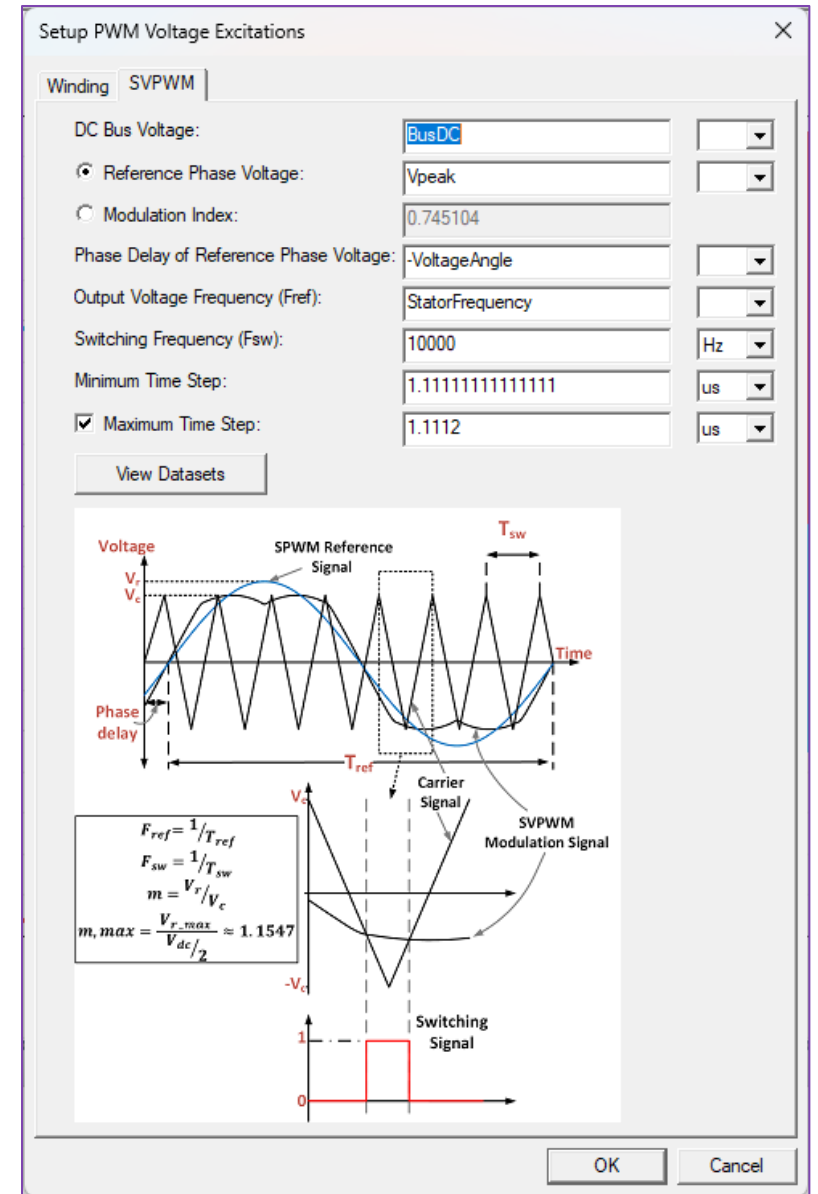 Setup PWM Voltage Excitations
Winding SVPWM
DC Bus Voltage: BusDC
Reference Phase Voltage: Vpeak
Modulation Index: 0.745104
Phase Delay of Reference Phase Voltage: -VoltageAngle
Output Voltage Frequency (Fref): StatorFrequency
Switching Frequency (Fsw): 10000 Hz
Minimum Time Step: 1.11111111111111 us
Maximum Time Step: 1.1112 us
View Datasets
Tsw
Voltage
SPWM Reference
Signal
Vr
Vc
Time
Phase
delay
Tref
Vc
Carrier
Signal
SVPWM
Modulation Signal
Fref = 1/Tref
Fsw = 1/Tsw
m = Vr/Vc
m, max = Vr_max / Vdc/2 ≈ 1.1547
-Vc
Switching
Signal
1
0
OK Cancel